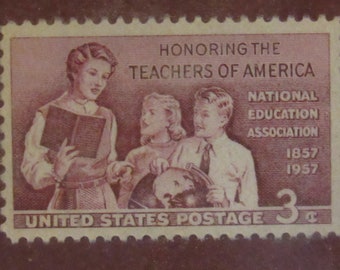 HONORING THE
TEACHERS OF AMERICA
NATIONAL
EDUCATION
ASSOCIATION
1857
1957
UNITED STATES POSTAGE 3¢